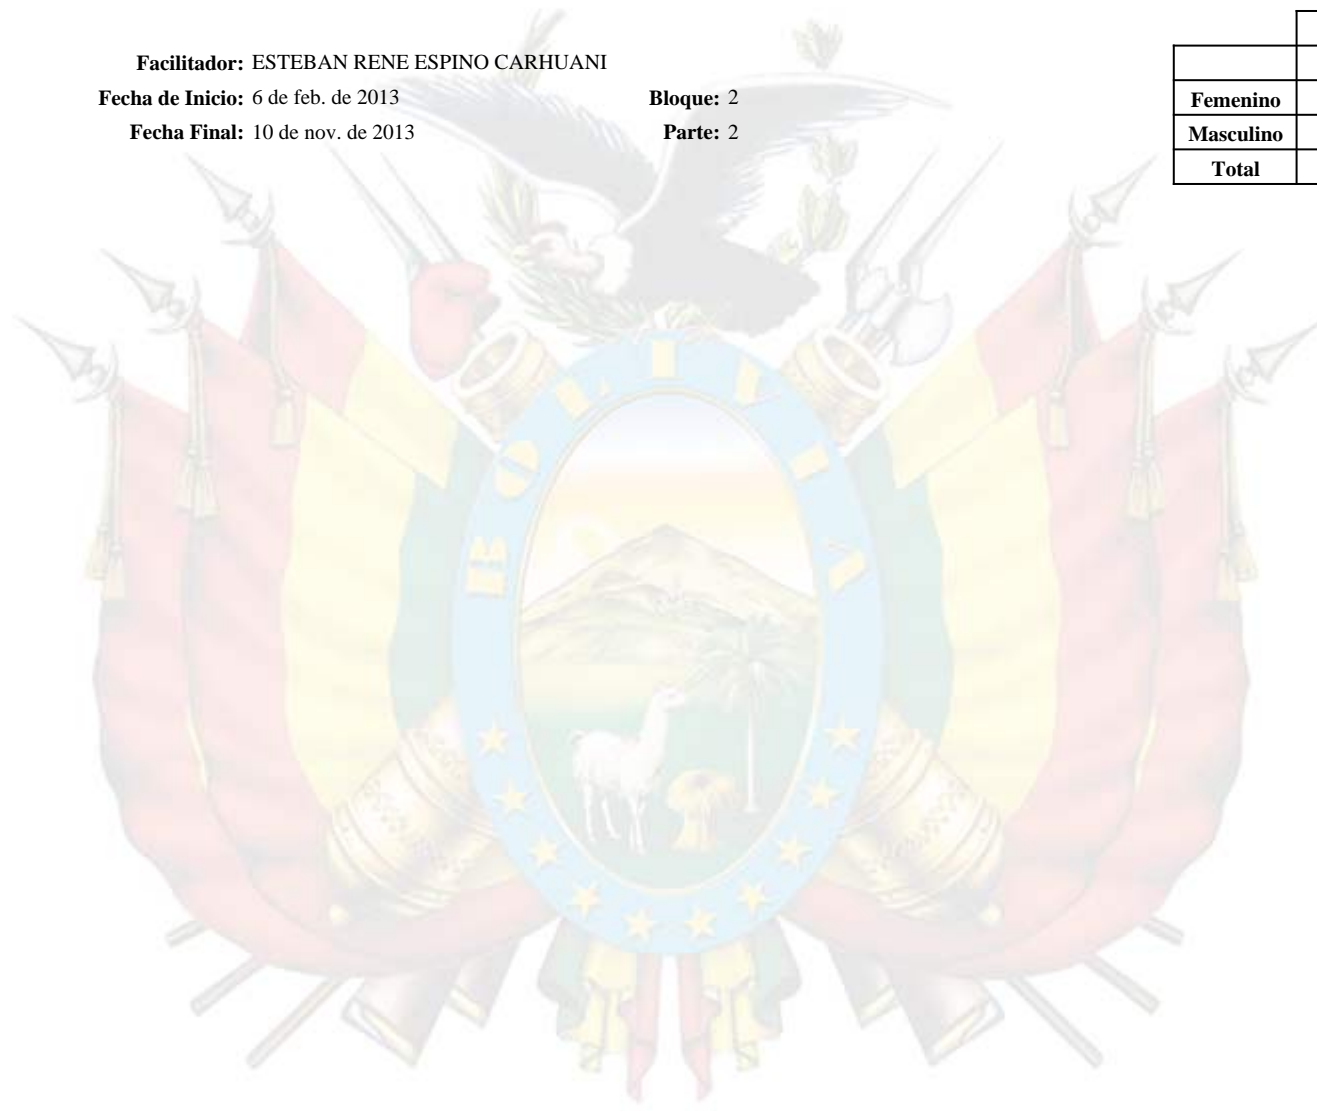 Facilitador: ESTEBAN RENE ESPINO CARHUANI
Fecha de Inicio: 6 de feb. de 2013 Bloque: 2
Fecha Final: 10 de nov. de 2013 Parte: 2
Femenino
Masculino
Total
BOLIVIA